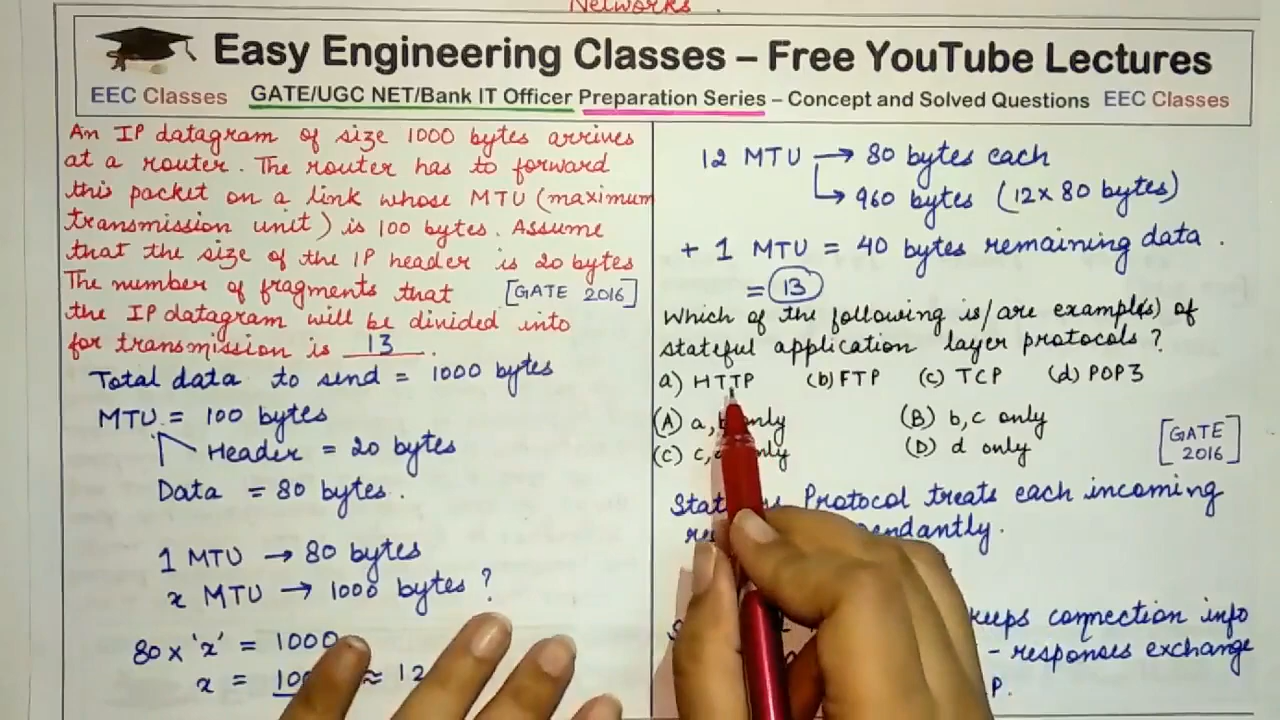 Networks.
Easy Engineering Classes – Free YouTube Lectures
EEC Classes GATE/UGC NET/Bank IT Officer Preparation Series – Concept and Solved Questions EEC Classes
An IP datagram of size 1000 bytes arrives
at a router. The router has to forward
this packet on a link whose MTU (maximum
transmission unit) is 100 bytes. Assume
that the size of the IP header is 20 bytes
The number of fragments that [GATE 2016]
the IP datagram will be divided into
for transmission is 13.
Total data to send = 1000 bytes
MTU = 100 bytes
Header = 20 bytes
Data = 80 bytes.
1 MTU → 80 bytes
x MTU → 1000 bytes ?
80 x 'x' = 1000
x = ≈ 12
12 MTU → 80 bytes each
→ 960 bytes (12 x 80 bytes)
+ 1 MTU = 40 bytes remaining data.
= 13
Which of the following is/are example(s) of
stateful application layer protocols ?
a) HTTP (b) FTP (c) TCP (d) POP3
(A) a, only (B) b,c only
(C) c, only (D) d only
[GATE 2016]
Protocol treats each incoming
keeps connection info
- responses exchange
P.